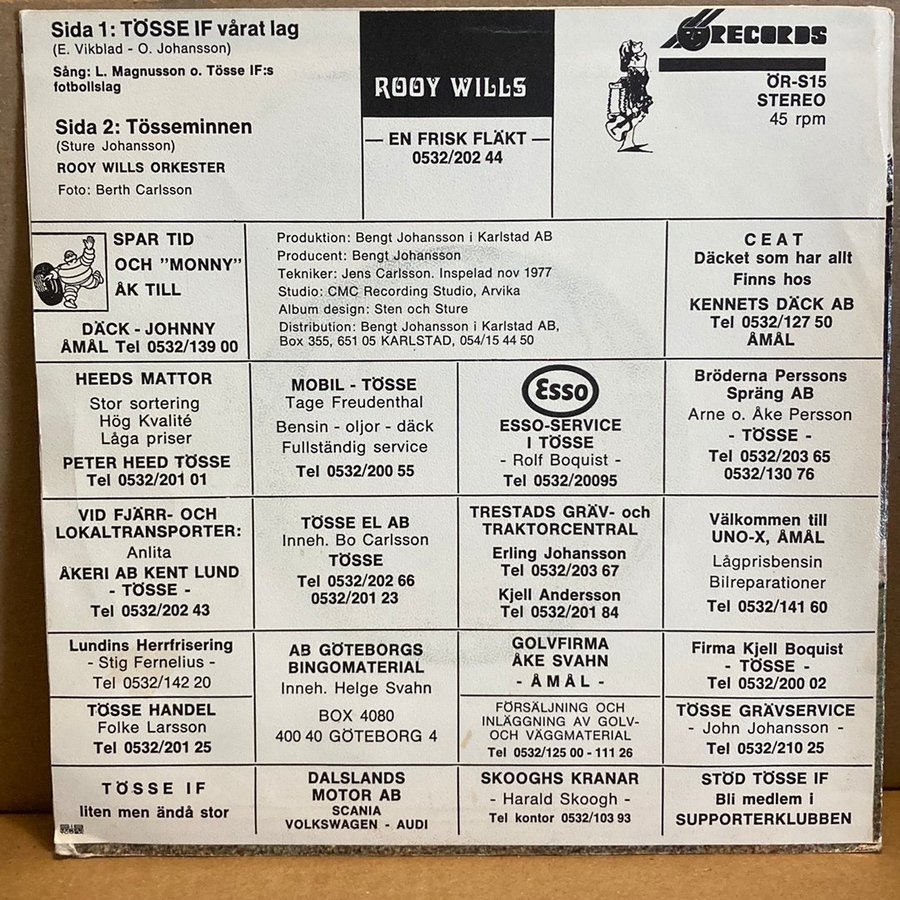 Sida 1: TÖSSE IF vårat lag
(E. Vikblad - O. Johansson)
Sång: L. Magnusson o. Tösse IF:s
fotbollslag
Sida 2: Tösseminnen
(Sture Johansson)
ROOY WILLS ORKESTER
Foto: Berth Carlsson
ROOY WILLS
— EN FRISK FLÄKT —
0532/202 44
RECORDS
ÖR-S15
STEREO
45 rpm
SPAR TID
OCH "MONNY"
ÅK TILL
DÄCK - JOHNNY
ÅMÅL Tel 0532/139 00
Produktion: Bengt Johansson i Karlstad AB
Producent: Bengt Johansson
Tekniker: Jens Carlsson. Inspelad nov 1977
Studio: CMC Recording Studio, Arvika
Album design: Sten och Sture
Distribution: Bengt Johansson i Karlstad AB,
Box 355, 651 05 KARLSTAD, 054/15 44 50
CEAT
Däcket som har allt
Finns hos
KENNETS DÄCK AB
Tel 0532/127 50
ÅMÅL
HEEDS MATTOR
Stor sortering
Hög Kvalité
Låga priser
PETER HEED TÖSSE
Tel 0532/201 01
MOBIL - TÖSSE
Tage Freudenthal
Bensin - oljor - däck
Fullständig service
Tel 0532/200 55
Esso
ESSO-SERVICE
I TÖSSE
- Rolf Boquist -
Tel 0532/20095
Bröderna Perssons
Spräng AB
Arne o. Åke Persson
- TÖSSE -
Tel 0532/203 65
0532/130 76
VID FJÄRR- OCH
LOKALTRANSPORTER:
Anlita
ÅKERI AB KENT LUND
- TÖSSE -
Tel 0532/202 43
TÖSSE EL AB
Inneh. Bo Carlsson
TÖSSE
Tel 0532/202 66
0532/201 23
TRESTADS GRÄV- och
TRAKTORCENTRAL
Erling Johansson
Tel 0532/203 67
Kjell Andersson
Tel 0532/201 84
Välkommen till
UNO-X, ÅMÅL
Lågprisbensin
Bilreparationer
Tel 0532/141 60
Lundins Herrfrisering
- Stig Fernelius -
Tel 0532/142 20
TÖSSE HANDEL
Folke Larsson
Tel 0532/201 25
AB GÖTEBORGS
BINGOMATERIAL
Inneh. Helge Svahn
BOX 4080
400 40 GÖTEBORG 4
GOLVFIRMA
ÅKE SVAHN
- ÅMÅL -
FÖRSÄLJNING OCH
INLÄGGNING AV GOLV-
OCH VÄGGMATERIAL
Tel 0532/125 00 - 111 26
Firma Kjell Boquist
- TÖSSE -
Tel 0532/200 02
TÖSSE GRÄVSERVICE
- John Johansson -
Tel 0532/210 25
TÖSSE IF
liten men ändå stor
DALSLANDS
MOTOR AB
SCANIA
VOLKSWAGEN - AUDI
SKOOGHS KRANAR
- Harald Skoogh -
Tel kontor 0532/103 93
STÖD TÖSSE IF
Bli medlem i
SUPPORTERKLUBBEN